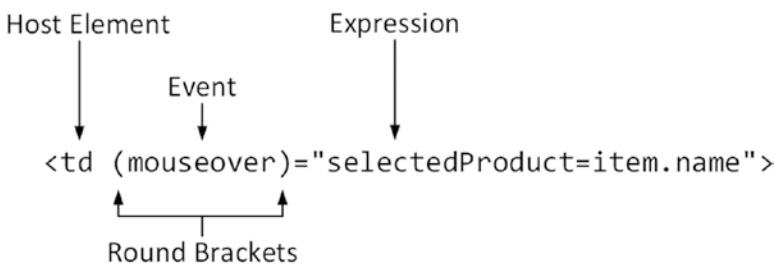 Host Element
Expression
Event
<td (mouseover)="selectedProduct=item.name">
Round Brackets